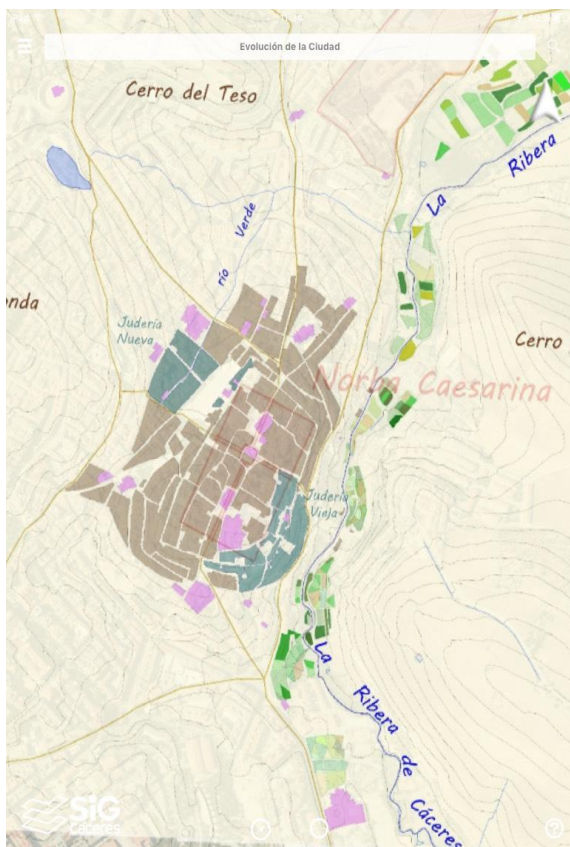 Evolución de la Ciudad
Cerro del Teso
La Ribera
río Verde
onda
Judería
Nueva
Cerro
Norba Caesarina
Judería
Vieja
La Ribera de Cáceres
SiG
cáceres
?